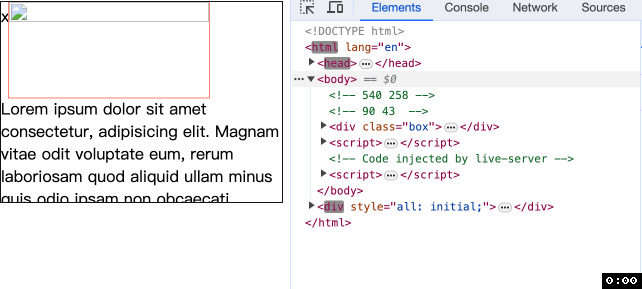 x
Lorem ipsum dolor sit amet
consectetur, adipisicing elit. Magnam
vitae odit voluptate eum, rerum
laboriosam quod aliquid ullam minus
quis odio ipsam non obcaecati
Elements Console Network Sources
<!DOCTYPE html>
<html lang="en">
<head> … </head>
… <body> == $0
<!-- 540 258 -->
<!-- 90 43  -->
<div class="box"> … </div>
<script> … </script>
<!-- Code injected by live-server -->
<script> … </script>
</body>
<div style="all: initial;"> … </div>
</html>
0:00